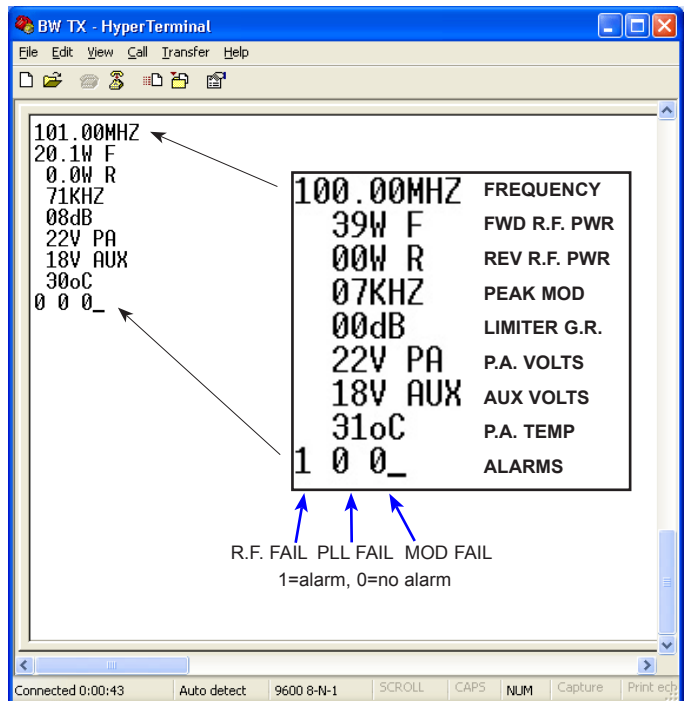 BW TX - HyperTerminal
File Edit View Call Transfer Help
101.00MHZ
20.1W F
0.0W R
71KHZ
08dB
22V PA
18V AUX
30oC
0 0 0_
100.00MHZ FREQUENCY
39W F FWD R.F. PWR
00W R REV R.F. PWR
07KHZ PEAK MOD
00dB LIMITER G.R.
22V PA P.A. VOLTS
18V AUX AUX VOLTS
31oC P.A. TEMP
1 0 0_ ALARMS
R.F. FAIL PLL FAIL MOD FAIL
1=alarm, 0=no alarm
Connected 0:00:43 Auto detect 9600 8-N-1 SCROLL CAPS NUM Capture Print ech